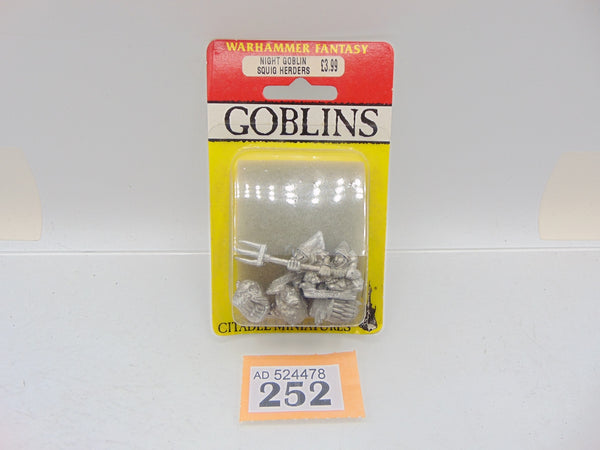 WARHAMMER FANTASY
NIGHT GOBLIN
SQUIG HERDERS £3.99
GOBLINS
CITADEL MINIATURES
AD 524478
252